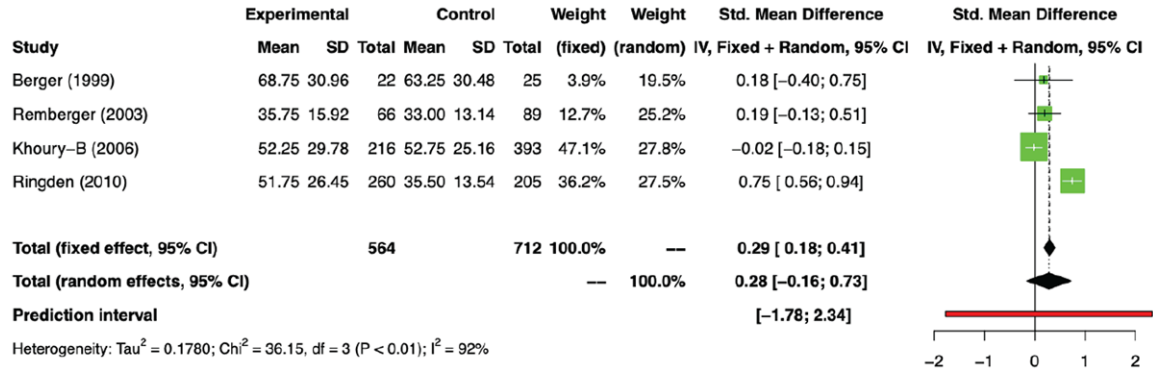 Experimental Control Weight Weight Std. Mean Difference Std. Mean Difference
Study Mean SD Total Mean SD Total (fixed) (random) IV, Fixed + Random, 95% CI IV, Fixed + Random, 95% CI
Berger (1999) 68.75 30.96 22 63.25 30.48 25 3.9% 19.5% 0.18 [−0.40; 0.75]
Remberger (2003) 35.75 15.92 66 33.00 13.14 89 12.7% 25.2% 0.19 [−0.13; 0.51]
Khoury−B (2006) 52.25 29.78 216 52.75 25.16 393 47.1% 27.8% −0.02 [−0.18; 0.15]
Ringden (2010) 51.75 26.45 260 35.50 13.54 205 36.2% 27.5% 0.75 [ 0.56; 0.94]
Total (fixed effect, 95% CI) 564 712 100.0% −− 0.29 [ 0.18; 0.41]
Total (random effects, 95% CI) −− 100.0% 0.28 [−0.16; 0.73]
Prediction interval [−1.78; 2.34]
Heterogeneity: Tau² = 0.1780; Chi² = 36.15, df = 3 (P < 0.01); I² = 92%
−2 −1 0 1 2